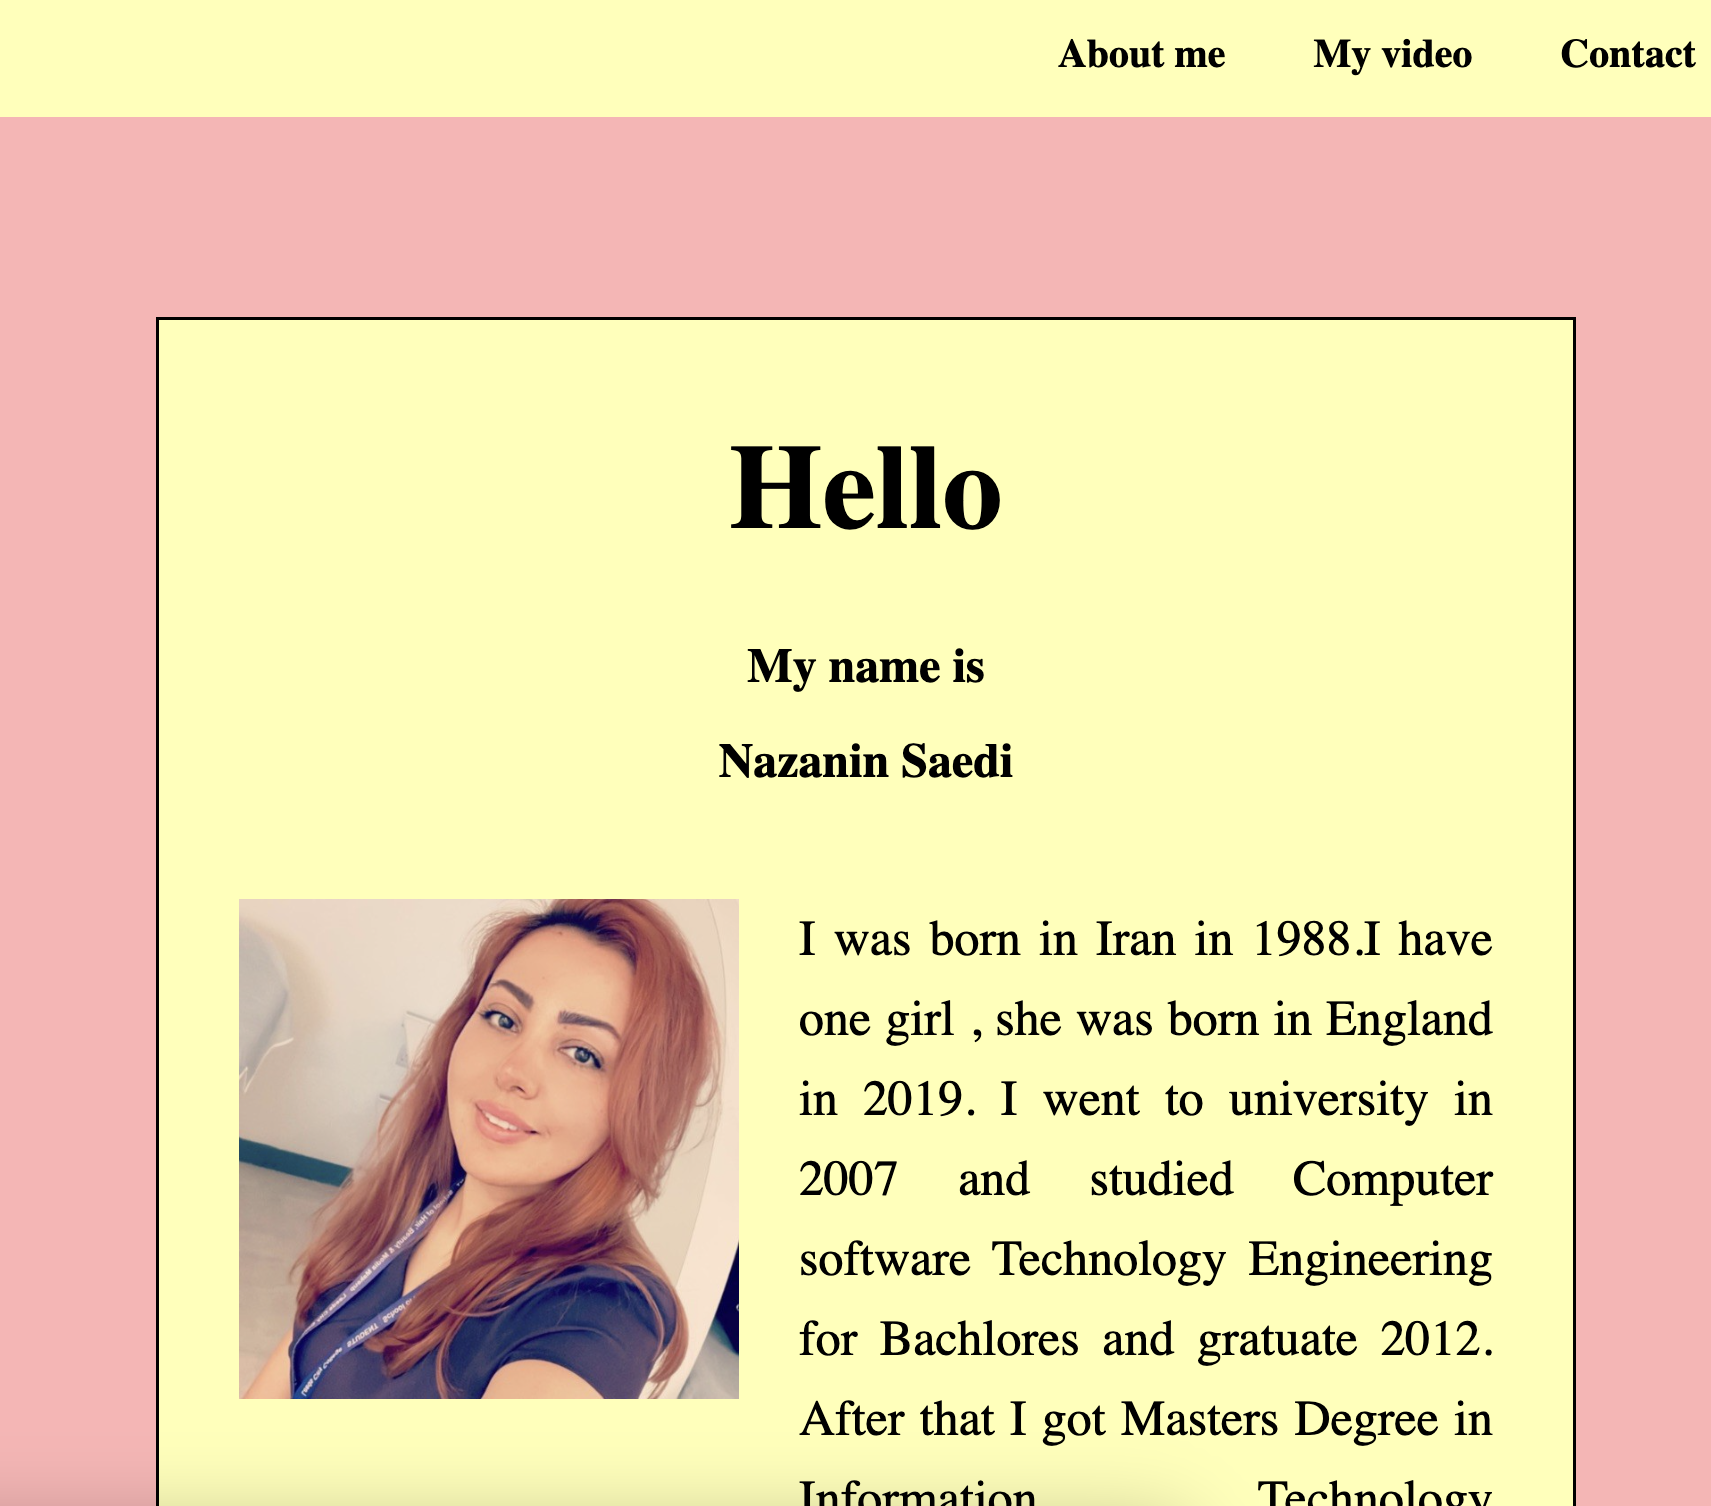 About me My video Contact
Hello
My name is
Nazanin Saedi
I was born in Iran in 1988.I have
one girl , she was born in England
in 2019. I went to university in
2007 and studied Computer
software Technology Engineering
for Bachlores and gratuate 2012.
After that I got Masters Degree in
Information Technology